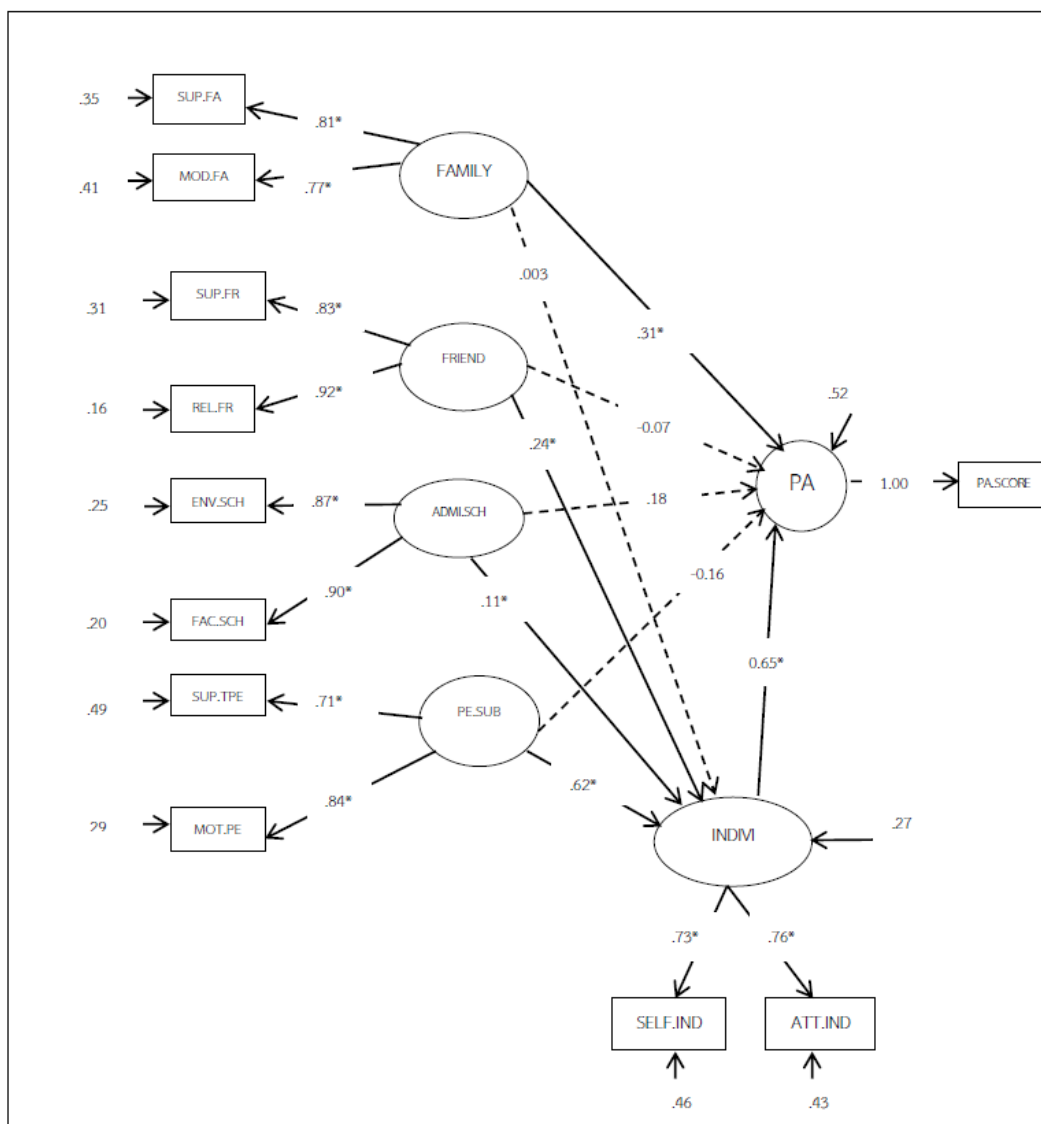 .35
SUP.FA
.81*
FAMILY
.41
MOD.FA
.77*
.003
.31
SUP.FR
.83*
.31*
FRIEND
.16
REL.FR
.92*
-0.07
.52
.24*
PA
1.00
PA.SCORE
.25
ENV.SCH
.87*
ADMI.SCH
.18
.90*
-0.16
.11*
.20
FAC.SCH
0.65*
.49
SUP.TPE
.71*
PE.SUB
.62*
.84*
.29
MOT.PE
INDIVI
.27
.73*
.76*
SELF.IND
ATT.IND
.46
.43